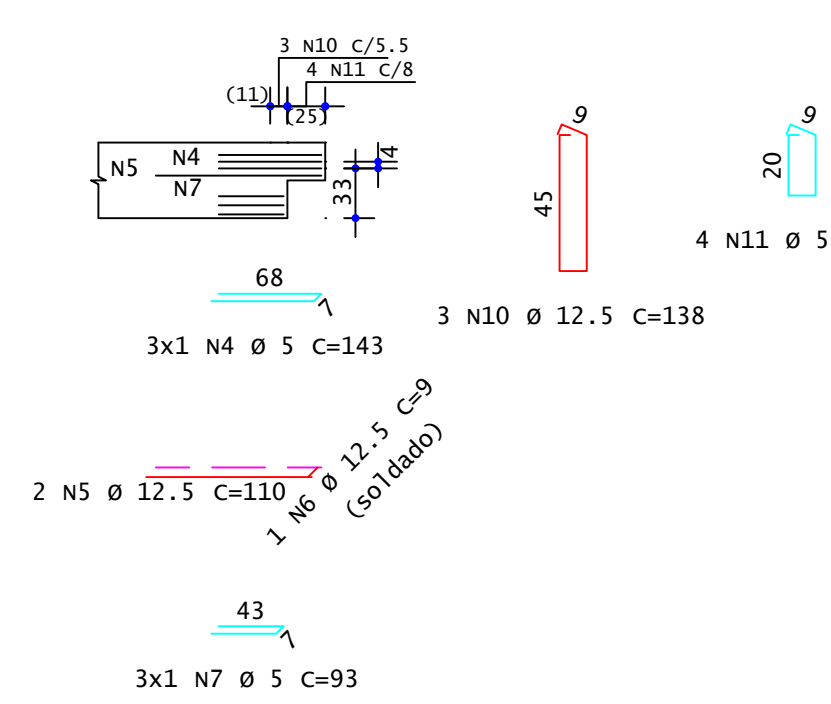 3 N10 C/5.5
4 N11 C/8
(11)
(25)
N5
N4
N7
4
33
9
45
3 N10 Ø 12.5 C=138
9
20
4 N11 Ø 5
68
7
3x1 N4 Ø 5 C=143
2 N5 Ø 12.5 C=110
1 N6 Ø 12.5 C=9
(soldado)
43
7
3x1 N7 Ø 5 C=93